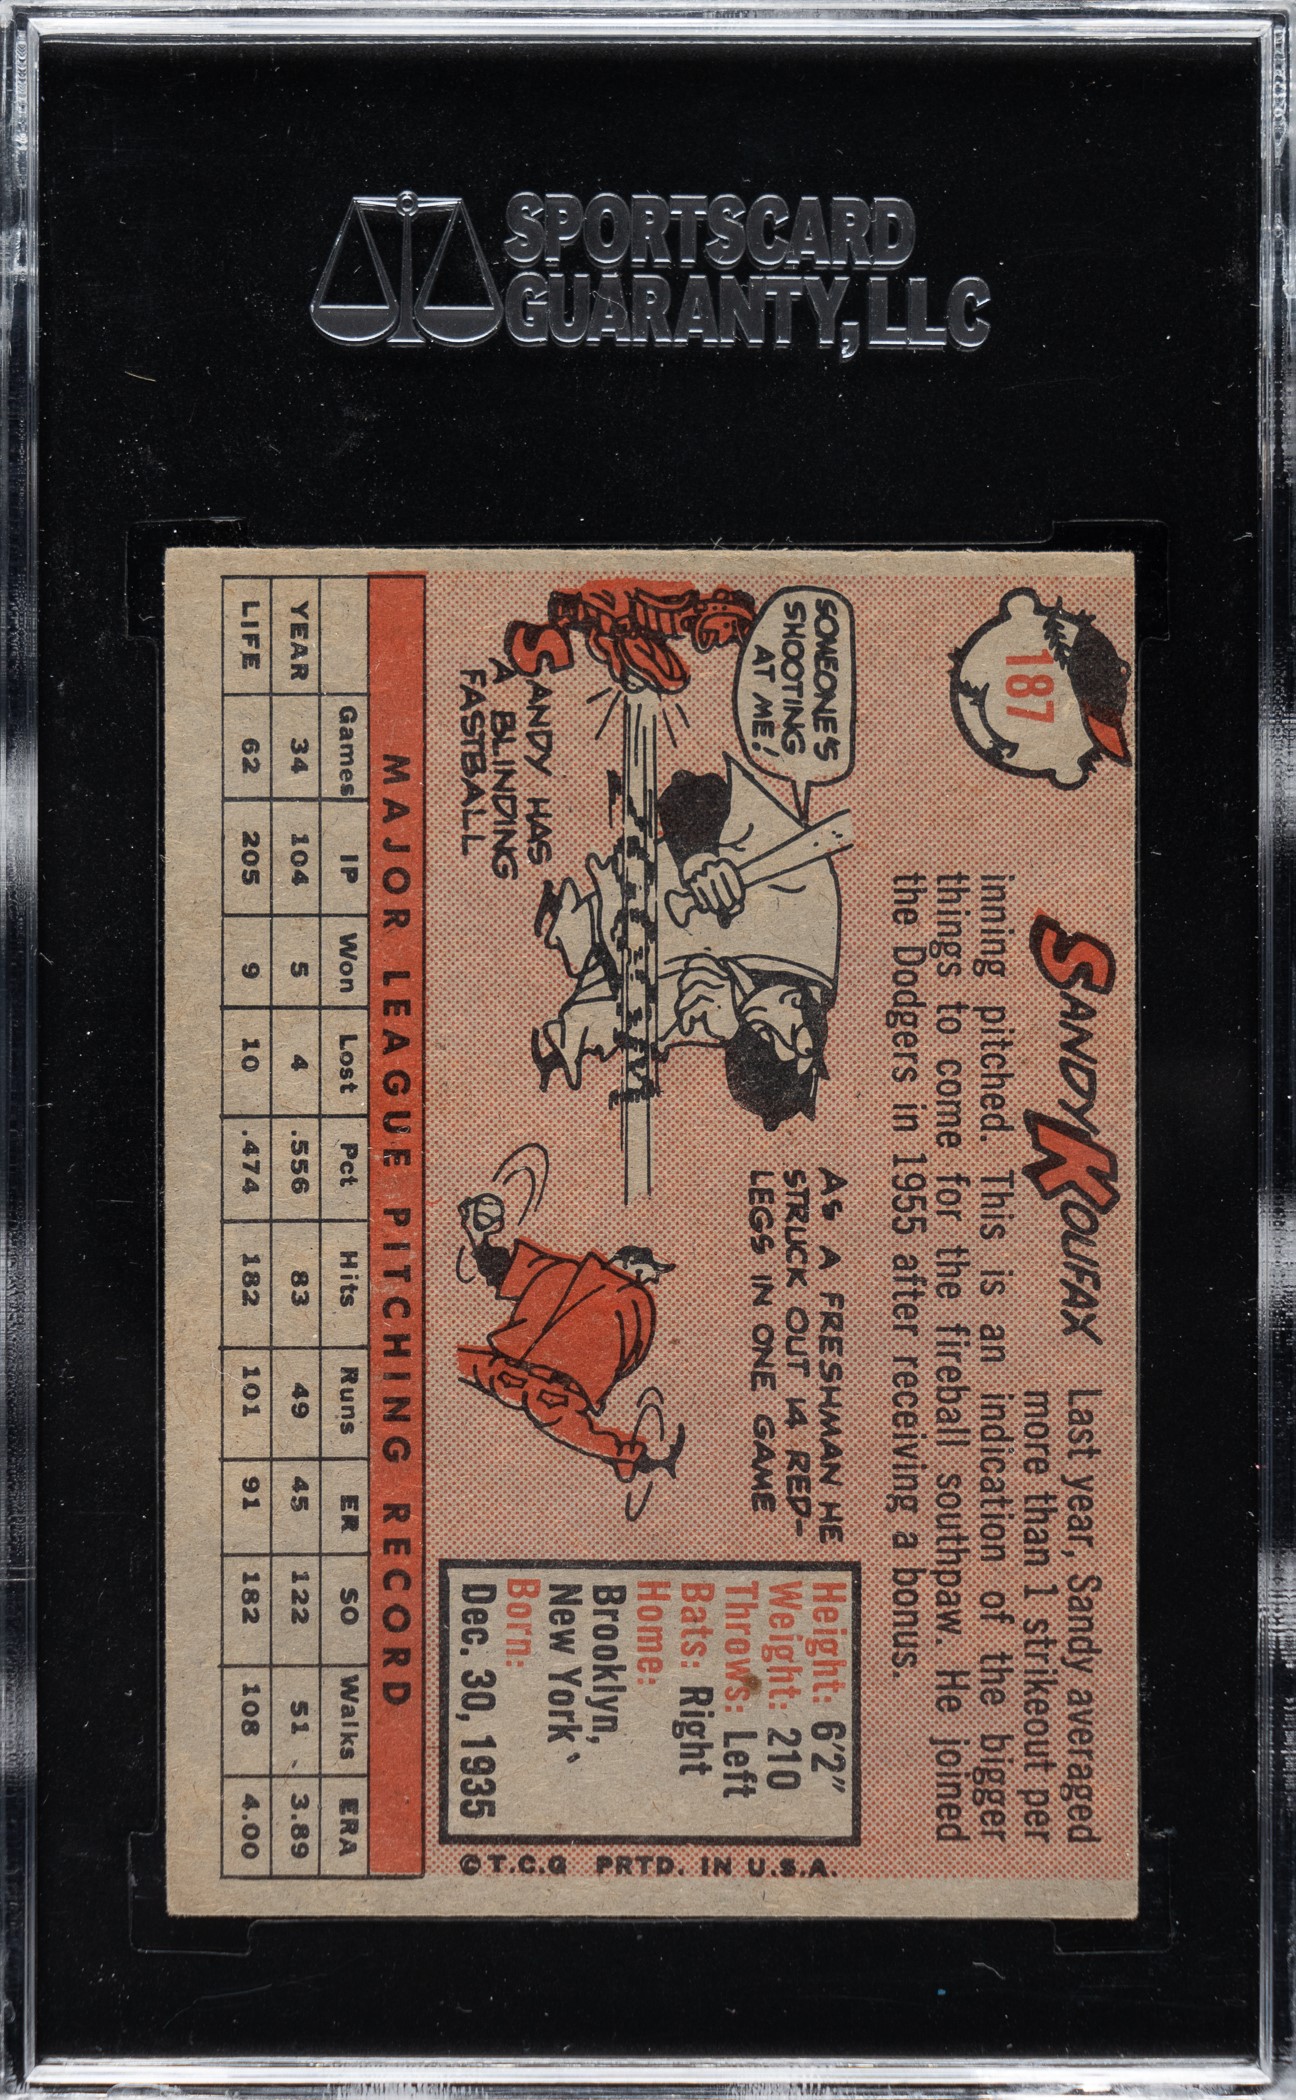 SPORTSCARD
GUARANTY, LLC
187
SANDY KOUFAX
Last year, Sandy averaged
more than 1 strikeout per
inning pitched. This is an indication of the bigger
things to come for the fireball southpaw. He joined
the Dodgers in 1955 after receiving a bonus.
SOMEONE'S
SHOOTING
AT ME!
SANDY HAS
A BLINDING
FASTBALL
AS A FRESHMAN HE
STRUCK OUT 14 RED-
LEGS IN ONE GAME
Height: 6'2"
Weight: 210
Throws: Left
Bats: Right
Home:
Brooklyn,
New York
Born:
Dec. 30, 1935
© T.C.G PRTD. IN U.S.A.
MAJOR LEAGUE PITCHING RECORD
Games IP Won Lost Pct Hits Runs ER SO Walks ERA
YEAR 34 104 5 4 .556 83 49 45 122 51 3.89
LIFE 62 205 9 10 .474 182 101 91 182 108 4.00